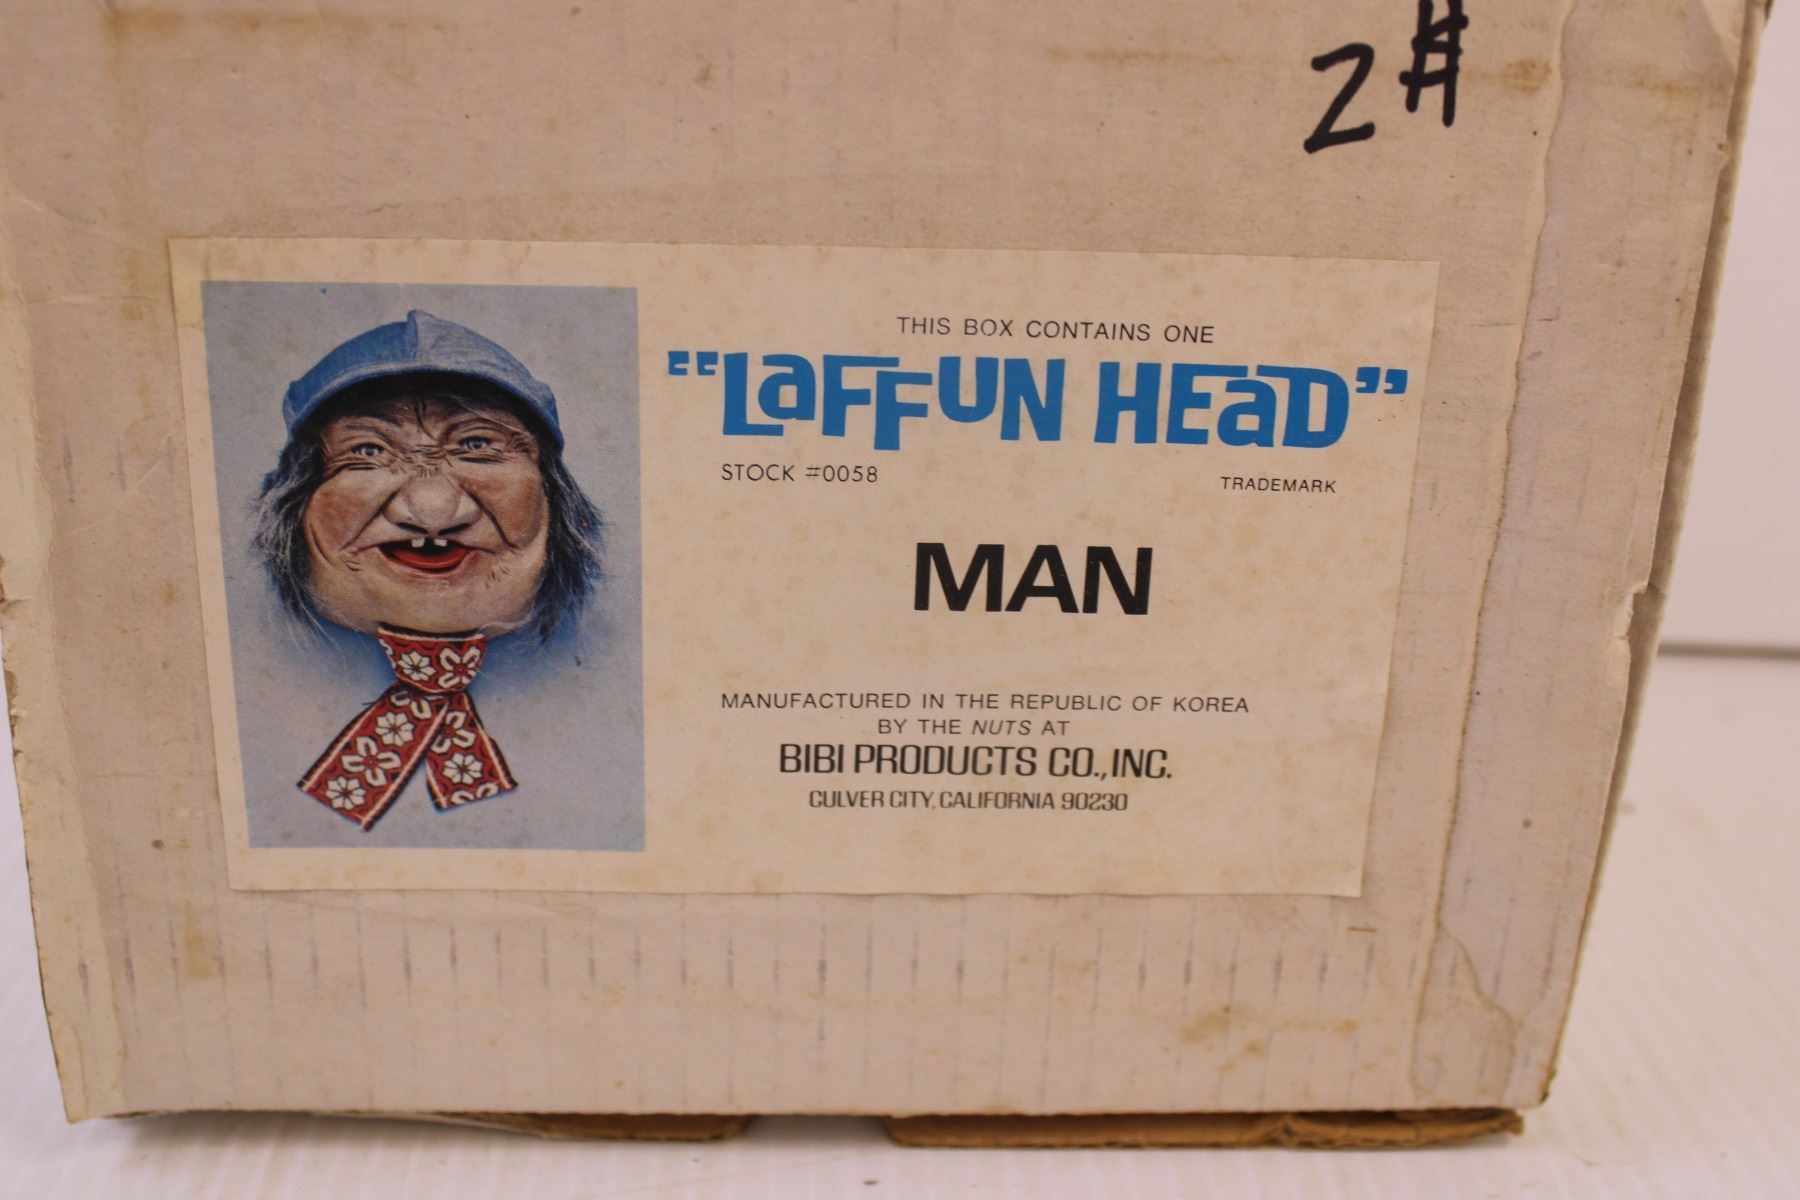 2#
THIS BOX CONTAINS ONE
“LaFFUN HEaD”
STOCK #0058
TRADEMARK
MAN
MANUFACTURED IN THE REPUBLIC OF KOREA
BY THE NUTS AT
BIBI PRODUCTS CO., INC.
CULVER CITY, CALIFORNIA 90230